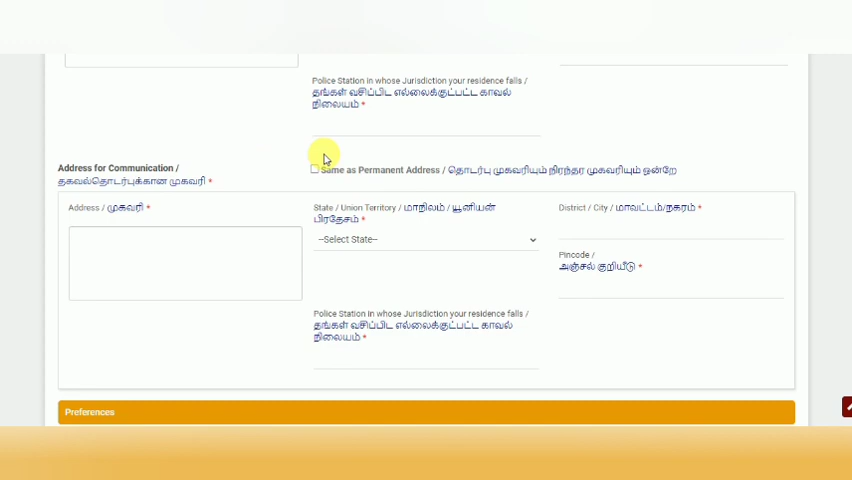 Police Station in whose Jurisdiction your residence falls /
தங்கள் வசிப்பிட எல்லைக்குட்பட்ட காவல்
நிலையம் *
Address for Communication /
தகவல்தொடர்புக்கான முகவரி *
Same as Permanent Address / தொடர்பு முகவரியும் நிரந்தர முகவரியும் ஒன்றே
Address / முகவரி *
State / Union Territory / மாநிலம் / யூனியன்
பிரதேசம் *
District / City / மாவட்டம்/நகரம் *
--Select State--
Pincode /
அஞ்சல் குறியீடு *
Police Station in whose Jurisdiction your residence falls /
தங்கள் வசிப்பிட எல்லைக்குட்பட்ட காவல்
நிலையம் *
Preferences